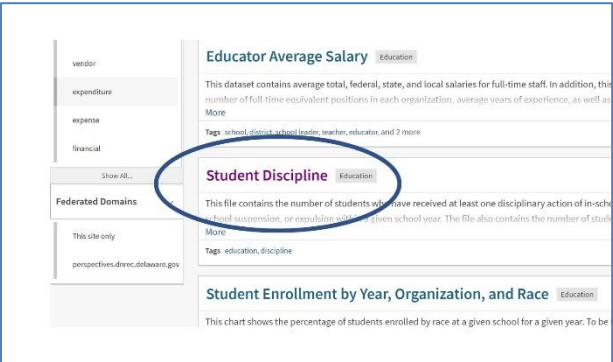 vendor
expenditure
expense
financial
Show All...
Federated Domains
This site only
perspectives.dnrec.delaware.gov
Educator Average Salary Education
This dataset contains average total, federal, state, and local salaries for full-time staff. In addition, this
number of full-time equivalent positions in each organization, average years of experience, as well as
More
Tags school, district, school leader, teacher, educator, and 2 more
Student Discipline Education
This file contains the number of students who have received at least one disciplinary action of in-scho
school suspension, or expulsion within a given school year. The file also contains the number of stude
More
Tags education, discipline
Student Enrollment by Year, Organization, and Race Education
This chart shows the percentage of students enrolled by race at a given school for a given year. To be